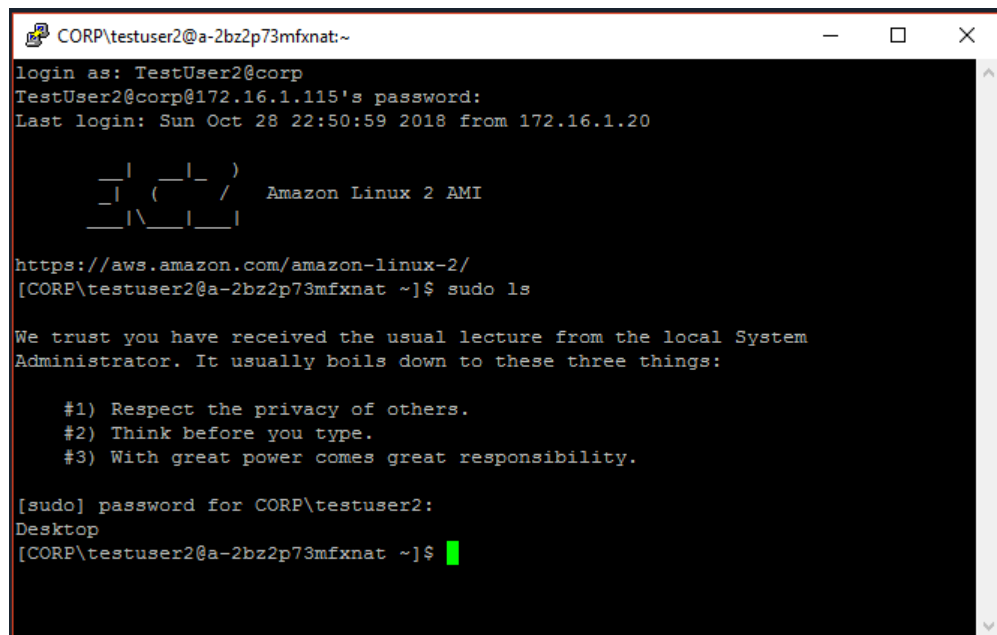 CORP\testuser2@a-2bz2p73mfxnat:~
login as: TestUser2@corp
TestUser2@corp@172.16.1.115's password:
Last login: Sun Oct 28 22:50:59 2018 from 172.16.1.20
       __|  __|_  )
       _|  (     /   Amazon Linux 2 AMI
      ___|\___|___|
https://aws.amazon.com/amazon-linux-2/
[CORP\testuser2@a-2bz2p73mfxnat ~]$ sudo ls
We trust you have received the usual lecture from the local System
Administrator. It usually boils down to these three things:
    #1) Respect the privacy of others.
    #2) Think before you type.
    #3) With great power comes great responsibility.
[sudo] password for CORP\testuser2:
Desktop
[CORP\testuser2@a-2bz2p73mfxnat ~]$